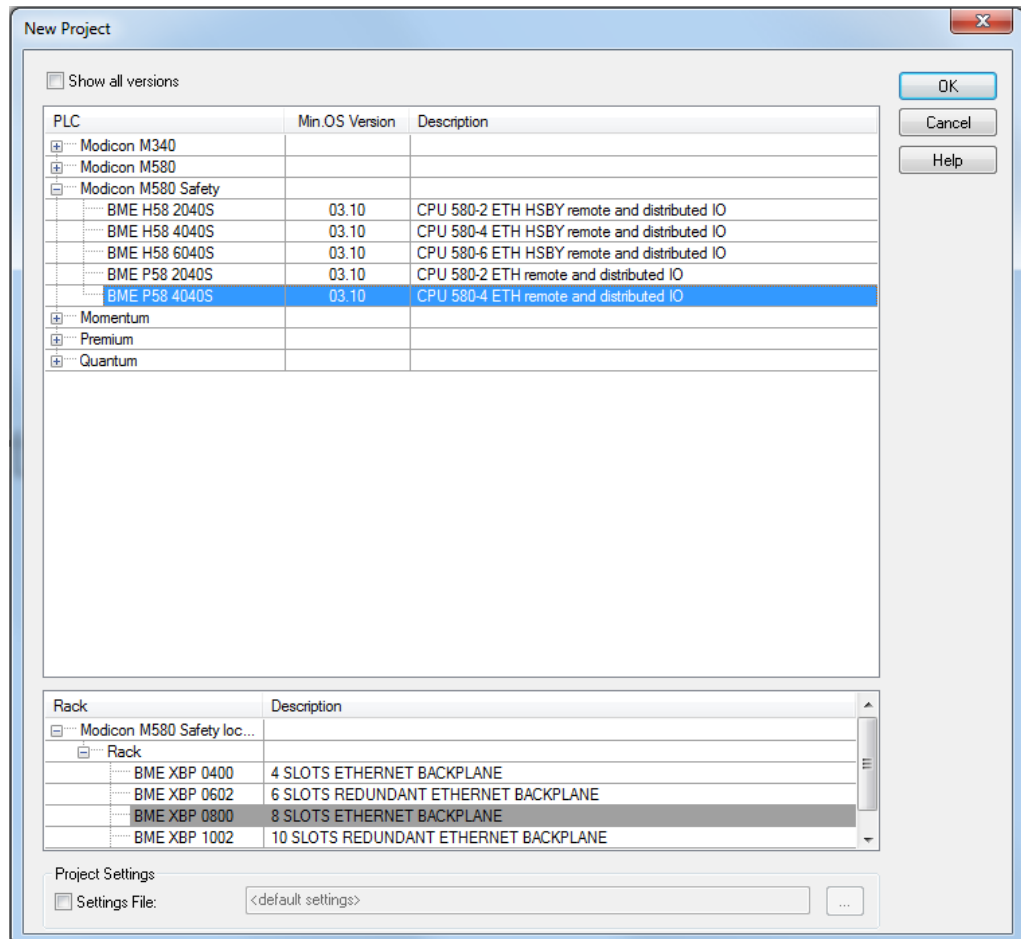 New Project
Show all versions
OK
Cancel
Help
PLC Min.OS Version Description
Modicon M340
Modicon M580
Modicon M580 Safety
BME H58 2040S 03.10 CPU 580-2 ETH HSBY remote and distributed IO
BME H58 4040S 03.10 CPU 580-4 ETH HSBY remote and distributed IO
BME H58 6040S 03.10 CPU 580-6 ETH HSBY remote and distributed IO
BME P58 2040S 03.10 CPU 580-2 ETH remote and distributed IO
BME P58 4040S 03.10 CPU 580-4 ETH remote and distributed IO
Momentum
Premium
Quantum
Rack Description
Modicon M580 Safety loc...
Rack
BME XBP 0400 4 SLOTS ETHERNET BACKPLANE
BME XBP 0602 6 SLOTS REDUNDANT ETHERNET BACKPLANE
BME XBP 0800 8 SLOTS ETHERNET BACKPLANE
BME XBP 1002 10 SLOTS REDUNDANT ETHERNET BACKPLANE
Project Settings
Settings File: <default settings> ...